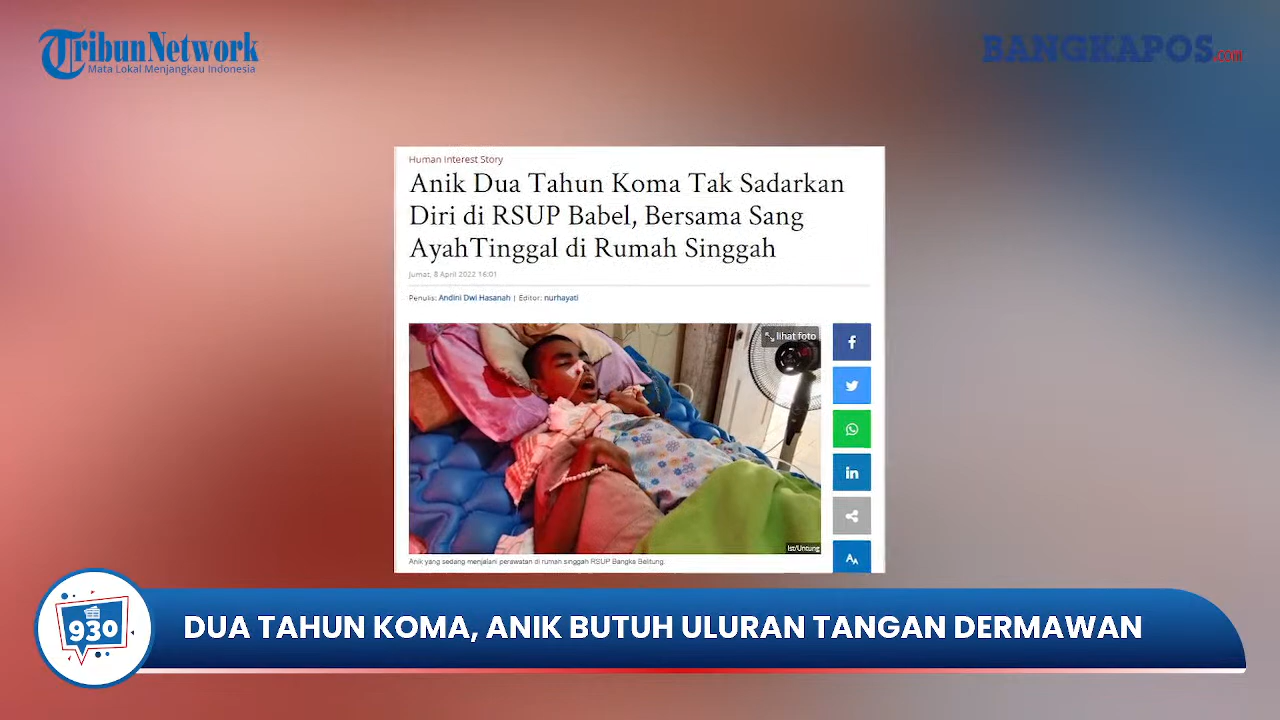 TribunNetwork
Mata Lokal Menjangkau Indonesia
BANGKAPOS.com
Human Interest Story
Anik Dua Tahun Koma Tak Sadarkan
Diri di RSUP Babel, Bersama Sang
AyahTinggal di Rumah Singgah
Jumat, 8 April 2022 16:01
Penulis: Andini Dwi Hasanah | Editor: nurhayati
lihat foto
Ist/Untung
Anik yang sedang menjalani perawatan di rumah singgah RSUP Bangka Belitung.
AA
930
DUA TAHUN KOMA, ANIK BUTUH ULURAN TANGAN DERMAWAN